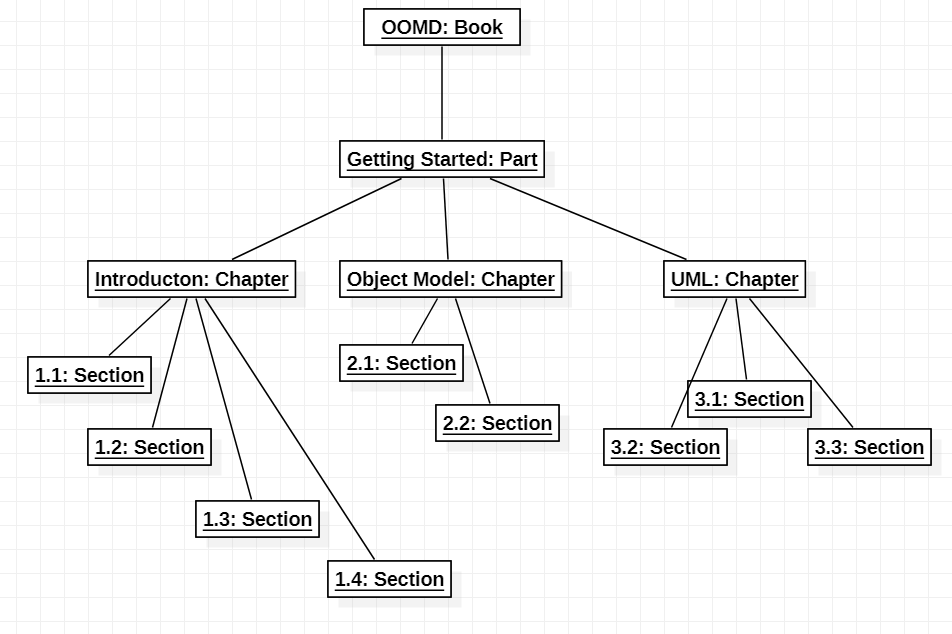 OOMD: Book
Getting Started: Part
Introducton: Chapter
Object Model: Chapter
UML: Chapter
1.1: Section
2.1: Section
3.1: Section
1.2: Section
2.2: Section
3.2: Section
3.3: Section
1.3: Section
1.4: Section